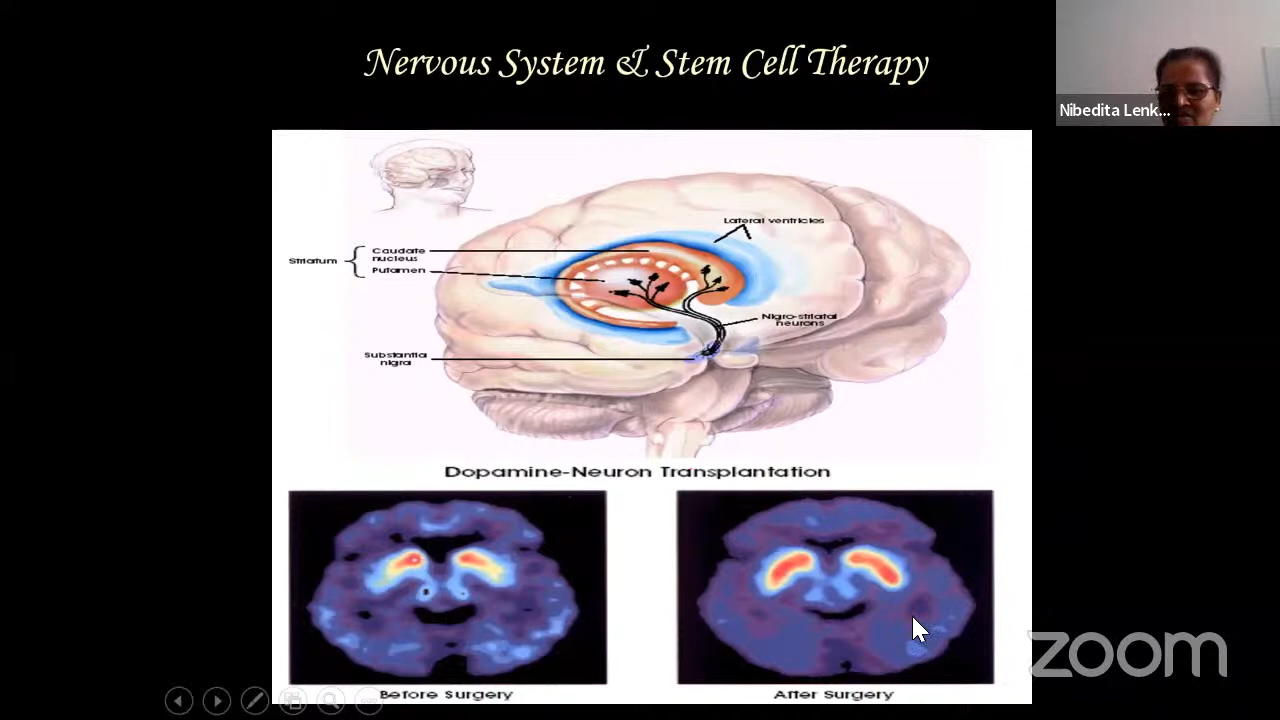 Nervous System & Stem Cell Therapy
Nibedita Lenk...
Lateral ventricles
Striatum
Caudate
nucleus
Putamen
Nigro-striatal
neurons
Substantia
nigra
Dopamine-Neuron Transplantation
Before Surgery
After Surgery
zoom